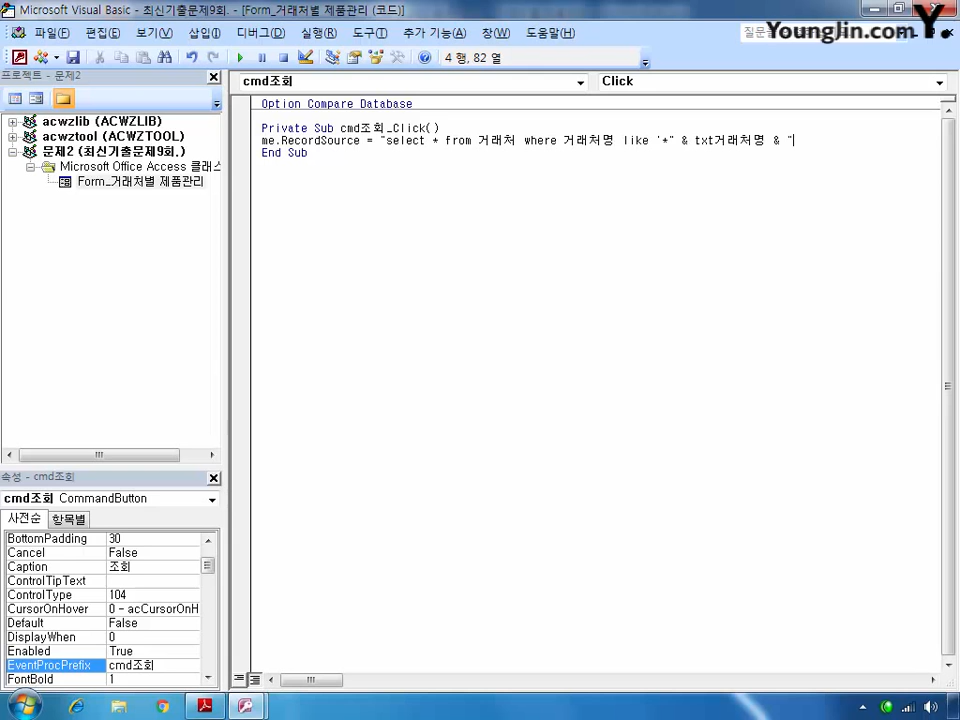 Microsoft Visual Basic - 최신기출문제9회. - [Form_거래처별 제품관리 (코드)]
파일(F) 편집(E) 보기(V) 삽입(I) 디버그(D) 실행(R) 도구(T) 추가 기능(A) 창(W) 도움말(H)
Younglin.com Y.
4 행, 82 열
프로젝트 - 문제2
acwzlib (ACWZLIB)
acwztool (ACWZTOOL)
문제2 (최신기출문제9회.)
Microsoft Office Access 클래스
Form_거래처별 제품관리
cmd조회
Click
Option Compare Database
Private Sub cmd조회_Click()
me.RecordSource = "select * from 거래처 where 거래처명 like '*" & txt거래처명 & "
End Sub
속성 - cmd조회
cmd조회 CommandButton
사전순 항목별
BottomPadding 30
Cancel False
Caption 조회
ControlTipText
ControlType 104
CursorOnHover 0 - acCursorOnH
Default False
DisplayWhen 0
Enabled True
EventProcPrefix cmd조회
FontBold 1